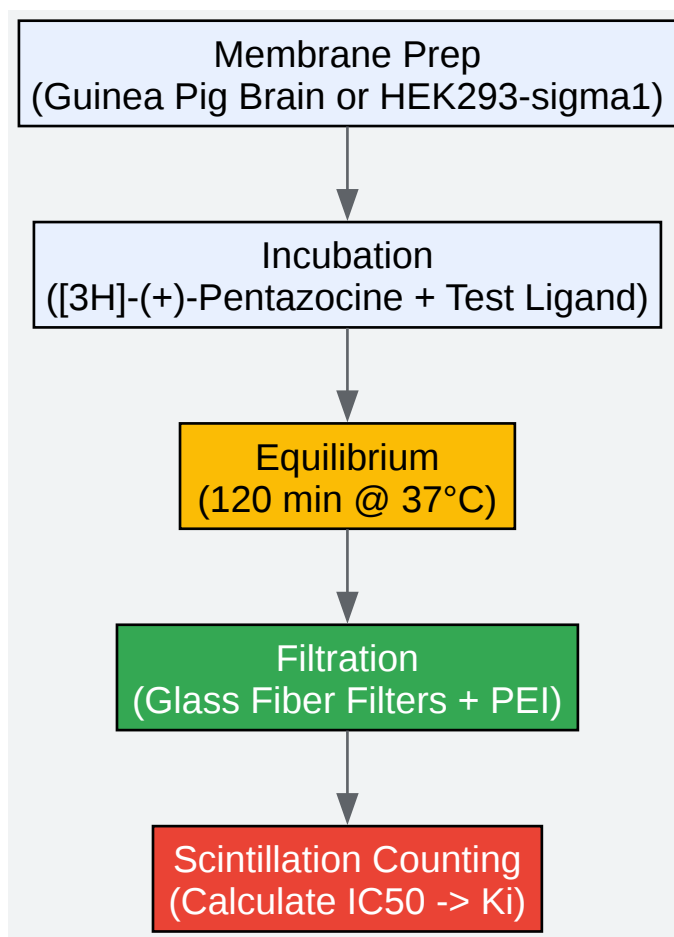 Membrane Prep
(Guinea Pig Brain or HEK293-sigma1)
Incubation
([3H]-(+)-Pentazocine + Test Ligand)
Equilibrium
(120 min @ 37°C)
Filtration
(Glass Fiber Filters + PEI)
Scintillation Counting
(Calculate IC50 -> Ki)